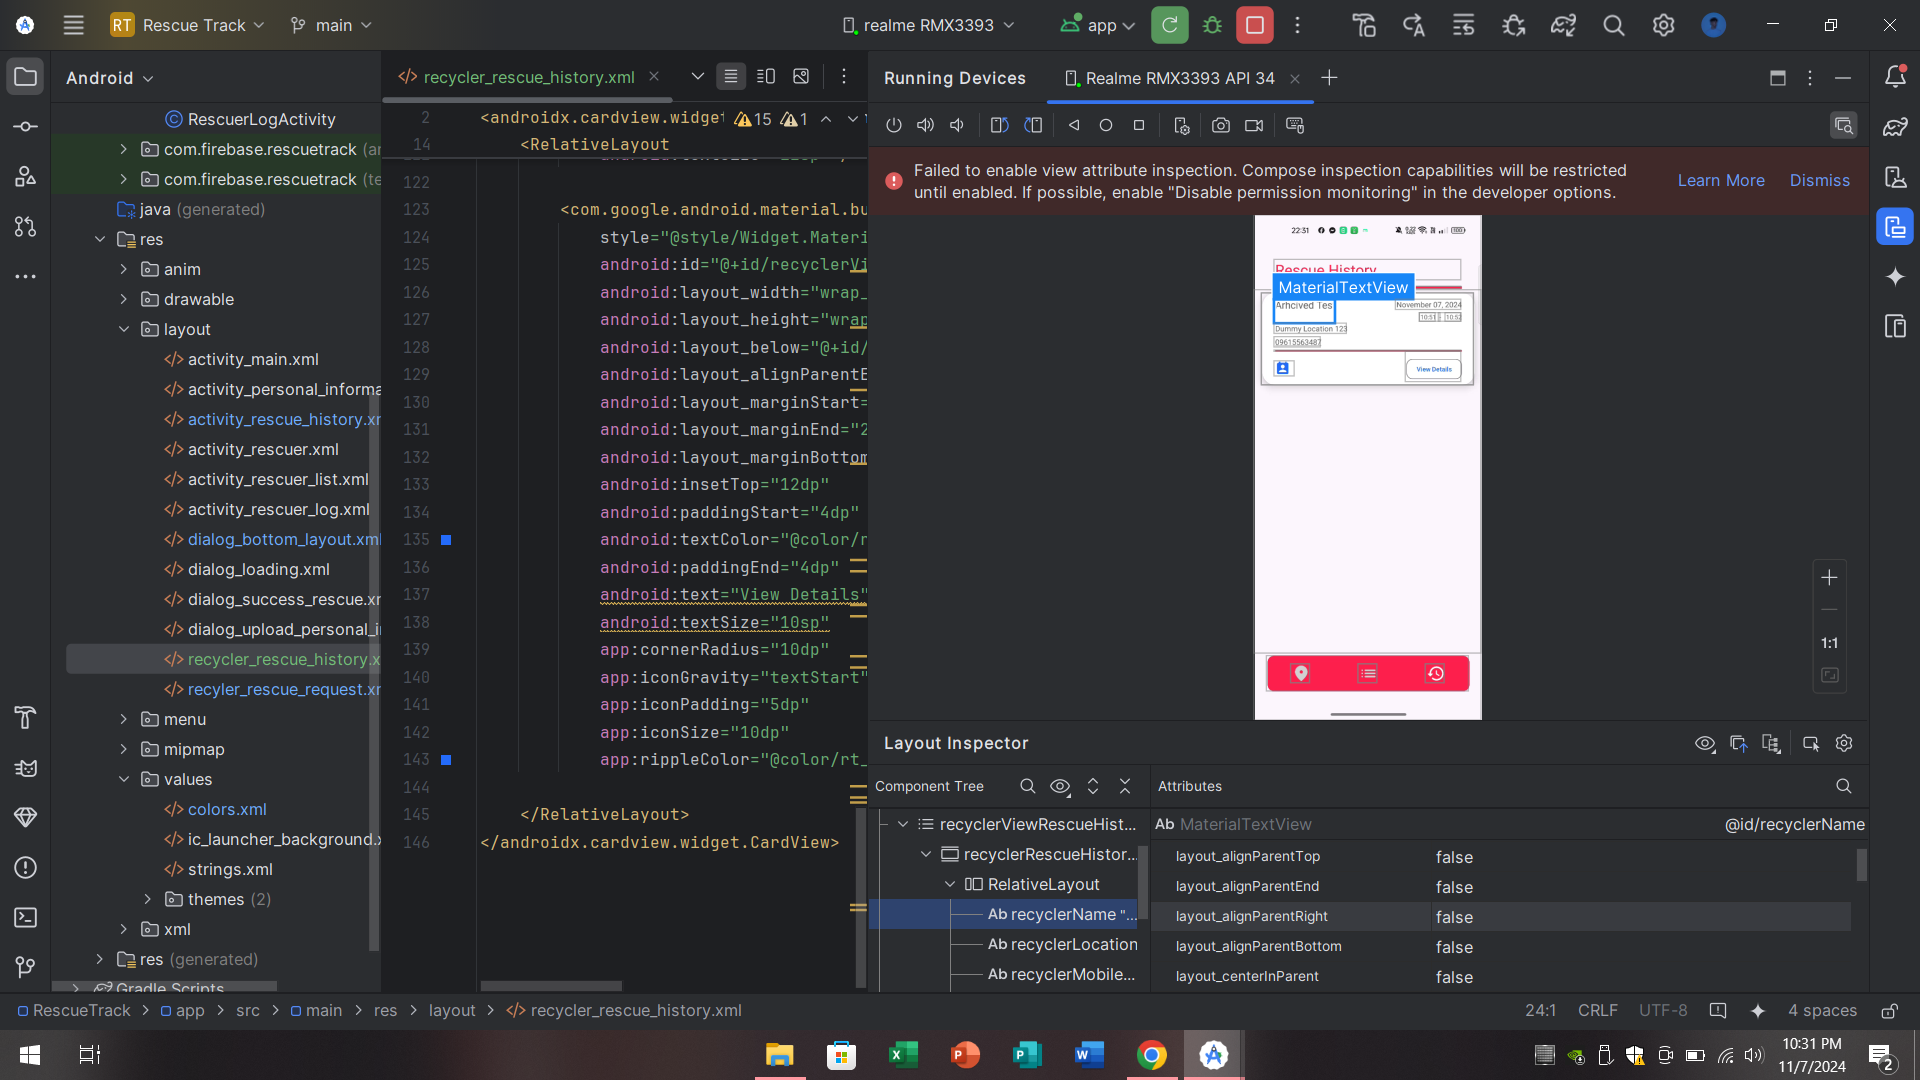 RT Rescue Track main realme RMX3393 app
Android
recycler_rescue_history.xml
Running Devices Realme RMX3393 API 34
RescuerLogActivity
com.firebase.rescuetrack (ar
com.firebase.rescuetrack (te
java (generated)
res
anim
drawable
layout
activity_main.xml
activity_personal_informa
activity_rescue_history.xr
activity_rescuer.xml
activity_rescuer_list.xml
activity_rescuer_log.xml
dialog_bottom_layout.xml
dialog_loading.xml
dialog_success_rescue.xr
dialog_upload_personal_i
recycler_rescue_history.x
recyler_rescue_request.xr
menu
mipmap
values
colors.xml
ic_launcher_background.x
strings.xml
themes (2)
xml
res (generated)
Gradle Scripts
2 <androidx.cardview.widget 15 1
14 <RelativeLayout
122
123 <com.google.android.material.bu
124 style="@style/Widget.Materi
125 android:id="@+id/recyclerVi
126 android:layout_width="wrap_
127 android:layout_height="wrap
128 android:layout_below="@+id/
129 android:layout_alignParentE
130 android:layout_marginStart=
131 android:layout_marginEnd="2
132 android:layout_marginBottom
133 android:insetTop="12dp"
134 android:paddingStart="4dp"
135 android:textColor="@color/r
136 android:paddingEnd="4dp"
137 android:text="View Details"
138 android:textSize="10sp"
139 app:cornerRadius="10dp"
140 app:iconGravity="textStart"
141 app:iconPadding="5dp"
142 app:iconSize="10dp"
143 app:rippleColor="@color/rt_
144
145 </RelativeLayout>
146 </androidx.cardview.widget.CardView>
Failed to enable view attribute inspection. Compose inspection capabilities will be restricted
until enabled. If possible, enable "Disable permission monitoring" in the developer options.
Learn More Dismiss
22:31
Rescue History
MaterialTextView
Arhcived Tes November 07, 2024
10:51 10:52
Dummy Location 123
09615563487
View Details
1:1
Layout Inspector
Component Tree
recyclerViewRescueHist...
recyclerRescueHistor...
RelativeLayout
Ab recyclerName "...
Ab recyclerLocation
Ab recyclerMobile...
Attributes
Ab MaterialTextView @id/recyclerName
layout_alignParentTop false
layout_alignParentEnd false
layout_alignParentRight false
layout_alignParentBottom false
layout_centerInParent false
RescueTrack > app > src > main > res > layout > recycler_rescue_history.xml
24:1 CRLF UTF-8 4 spaces
10:31 PM
11/7/2024
2